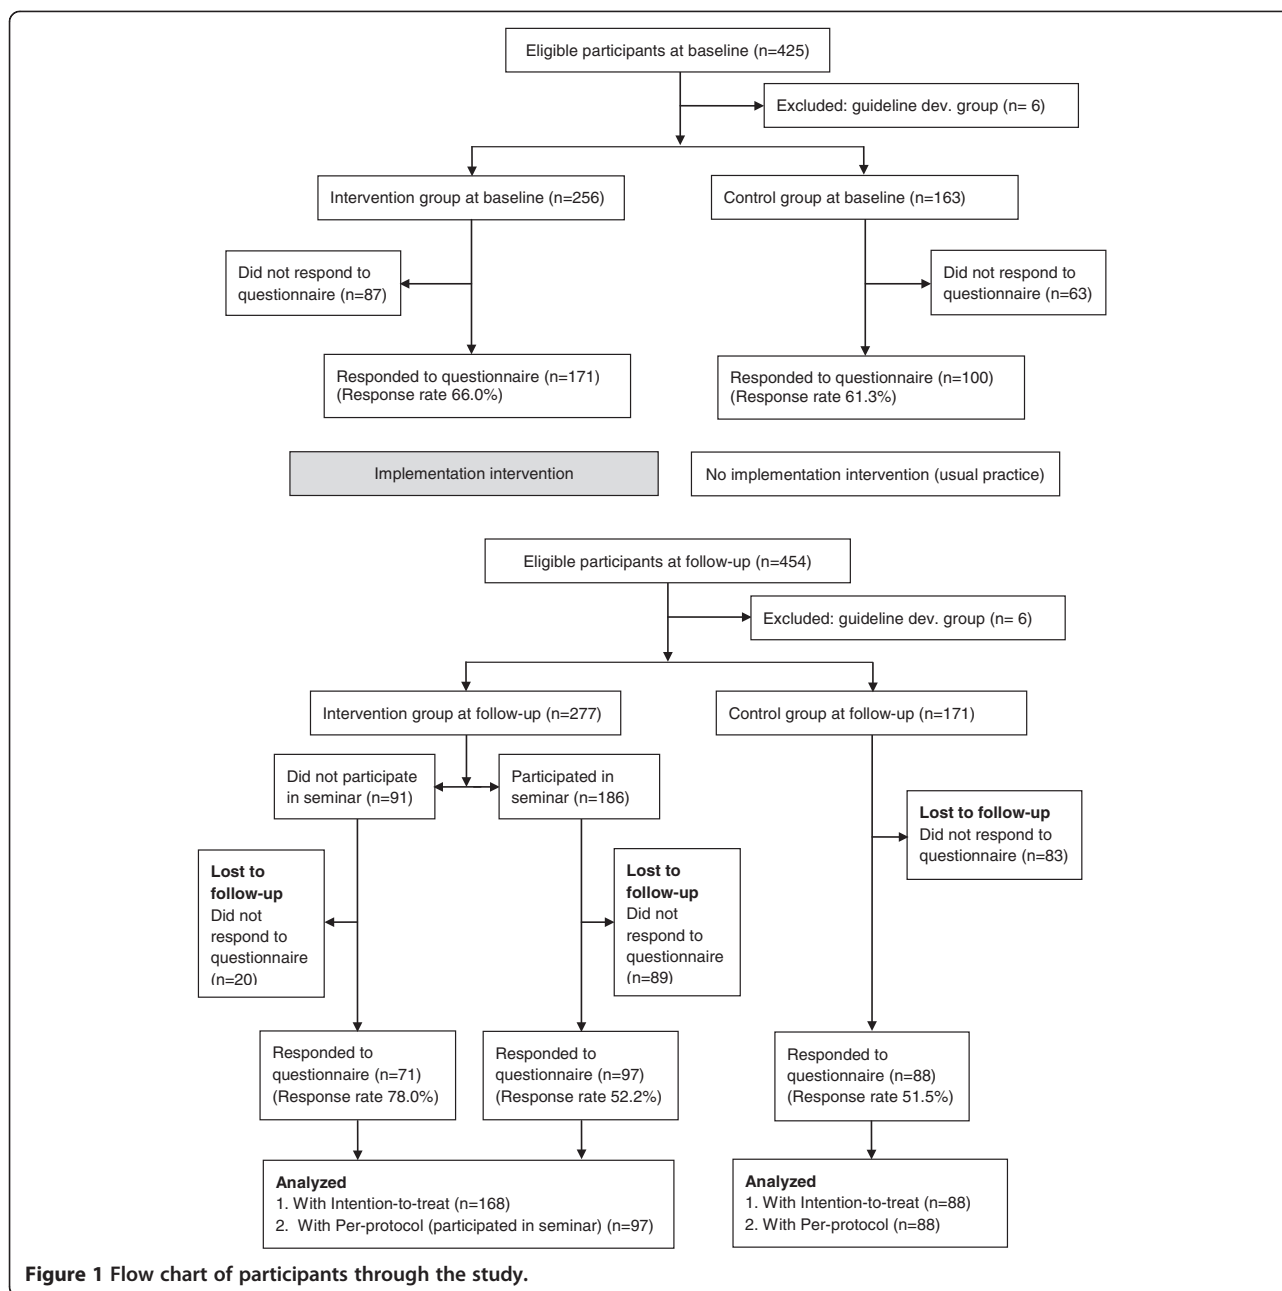 Eligible participants at baseline (n=425)
Excluded: guideline dev. group (n= 6)
Intervention group at baseline (n=256)
Control group at baseline (n=163)
Did not respond to
questionnaire (n=87)
Did not respond to
questionnaire (n=63)
Responded to questionnaire (n=171)
(Response rate 66.0%)
Responded to questionnaire (n=100)
(Response rate 61.3%)
Implementation intervention
No implementation intervention (usual practice)
Eligible participants at follow-up (n=454)
Excluded: guideline dev. group (n= 6)
Intervention group at follow-up (n=277)
Control group at follow-up (n=171)
Did not participate
in seminar (n=91)
Participated in
seminar (n=186)
Lost to follow-up
Did not respond to
questionnaire (n=83)
Lost to
follow-up
Did not
respond to
questionnaire
(n=20)
Lost to
follow-up
Did not
respond to
questionnaire
(n=89)
Responded to
questionnaire (n=71)
(Response rate 78.0%)
Responded to
questionnaire (n=97)
(Response rate 52.2%)
Responded to
questionnaire (n=88)
(Response rate 51.5%)
Analyzed
1. With Intention-to-treat (n=168)
2. With Per-protocol (participated in seminar) (n=97)
Analyzed
1. With Intention-to-treat (n=88)
2. With Per-protocol (n=88)
Figure 1 Flow chart of participants through the study.